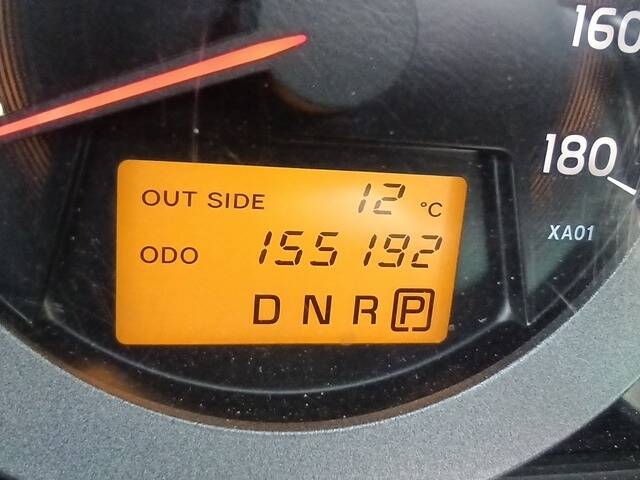 160
180
XA01
OUT SIDE 12 °C
ODO 155192
D N R P